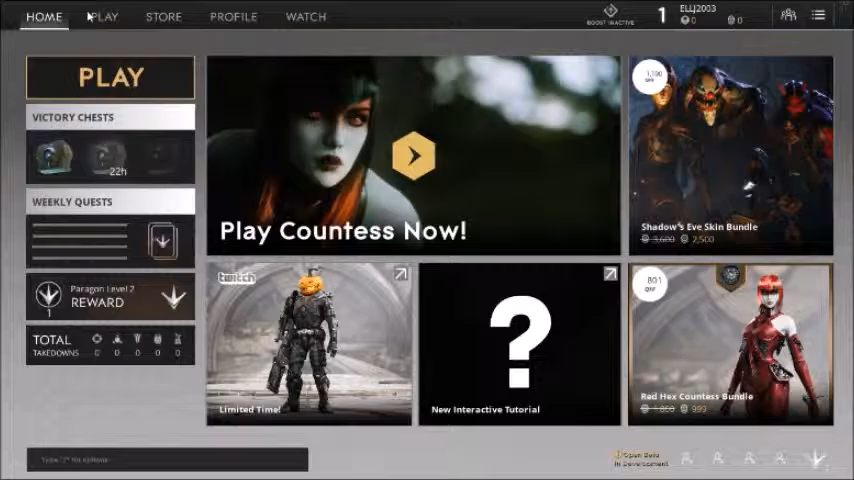 HOME PLAY STORE PROFILE WATCH
BOOST INACTIVE
1
ELLJ2003
0 0
PLAY
VICTORY CHESTS
22h
WEEKLY QUESTS
Paragon Level 2
REWARD
1
TOTAL
TAKEDOWNS 0 0 0 0 0
Play Countess Now!
1,100
OFF
Shadow's Eve Skin Bundle
3,600 2,500
twitch
Limited Time!
?
New Interactive Tutorial
801
OFF
Red Hex Countess Bundle
1,800 999
Open Beta
In Development